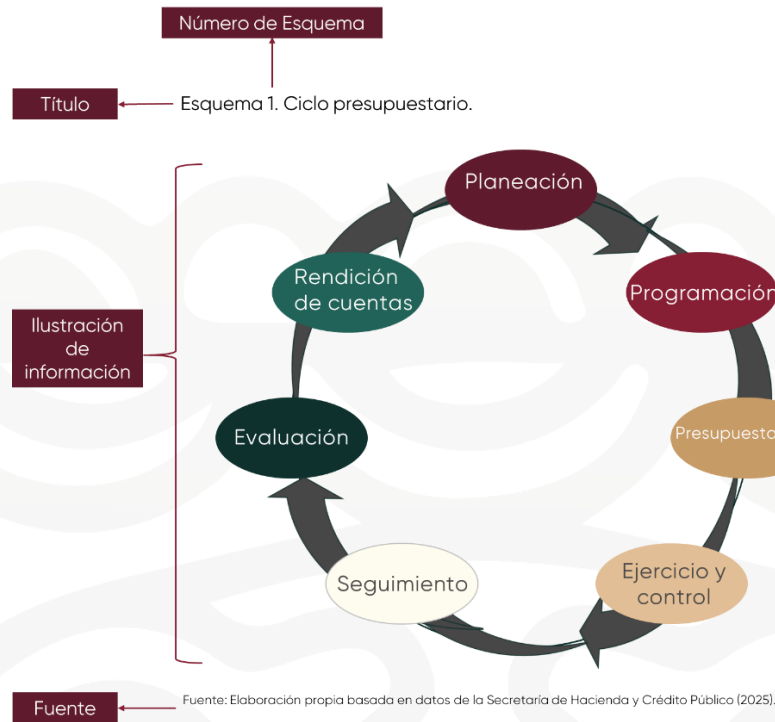 Número de Esquema
Título
Esquema 1. Ciclo presupuestario.
Planeación
Rendición
de cuentas
Programación
Ilustración
de
información
Evaluación
Seguimiento
Ejercicio y
control
Fuente
Fuente: Elaboración propia basada en datos de la Secretaría de Hacienda y Crédito Público (2025).